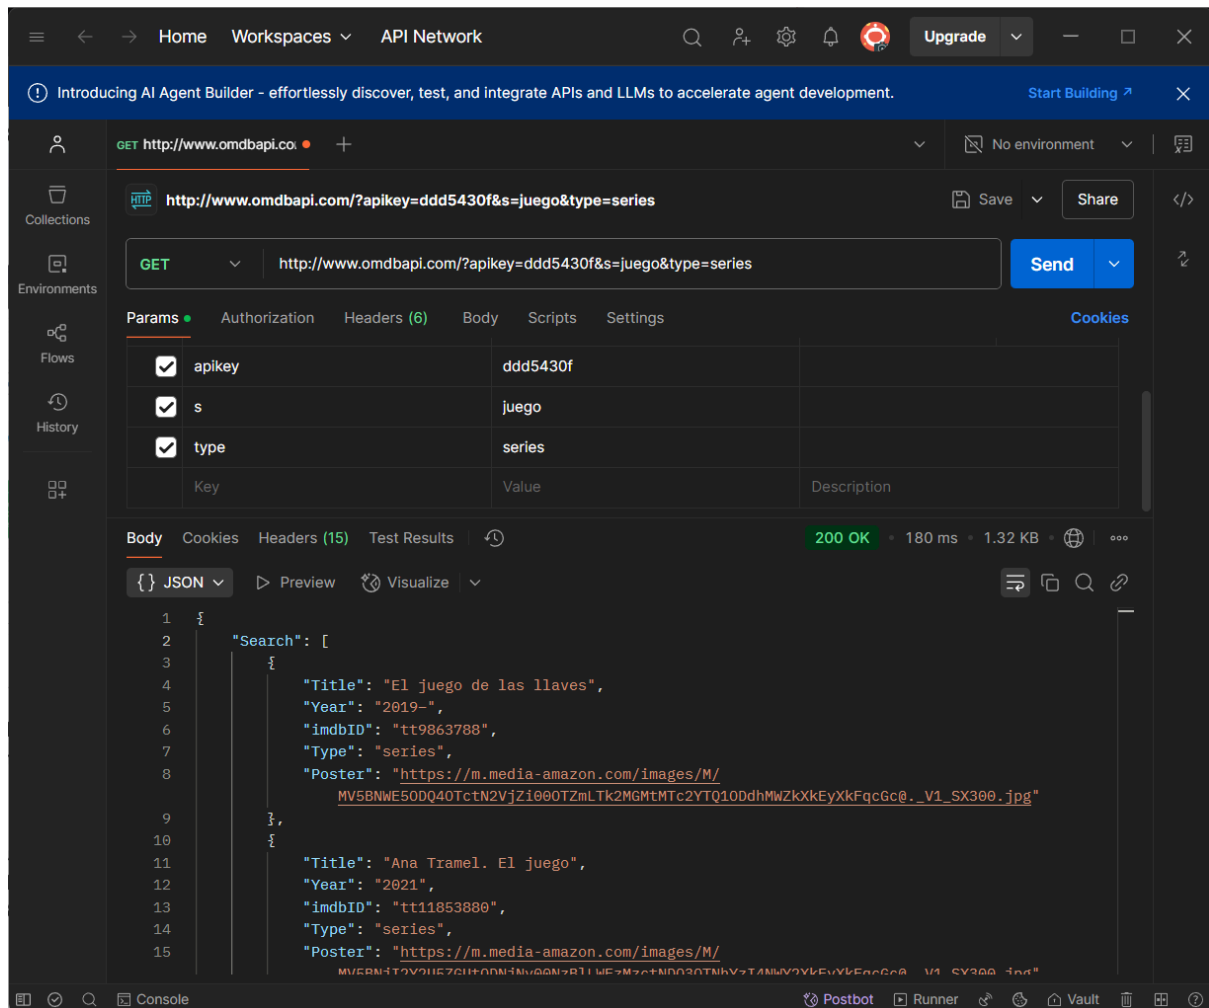 Home Workspaces API Network Upgrade
Introducing AI Agent Builder - effortlessly discover, test, and integrate APIs and LLMs to accelerate agent development. Start Building
GET http://www.omdbapi.co No environment
HTTP http://www.omdbapi.com/?apikey=ddd5430f&s=juego&type=series Save Share
Collections
GET http://www.omdbapi.com/?apikey=ddd5430f&s=juego&type=series Send
Environments
Params Authorization Headers (6) Body Scripts Settings Cookies
Flows
apikey ddd5430f
s juego
History
type series
Key Value Description
Body Cookies Headers (15) Test Results 200 OK 180 ms 1.32 KB
{} JSON Preview Visualize
1 {
2 "Search": [
3 {
4 "Title": "El juego de las llaves",
5 "Year": "2019–",
6 "imdbID": "tt9863788",
7 "Type": "series",
8 "Poster": "https://m.media-amazon.com/images/M/
MV5BNWE5ODQ4OTctN2VjZi00OTZmLTk2MGMtMTc2YTQ1ODdhMWZkXkEyXkFqcGc@._V1_SX300.jpg"
9 },
10 {
11 "Title": "Ana Tramel. El juego",
12 "Year": "2021",
13 "imdbID": "tt11853880",
14 "Type": "series",
15 "Poster": "https://m.media-amazon.com/images/M/
Console Postbot Runner Vault